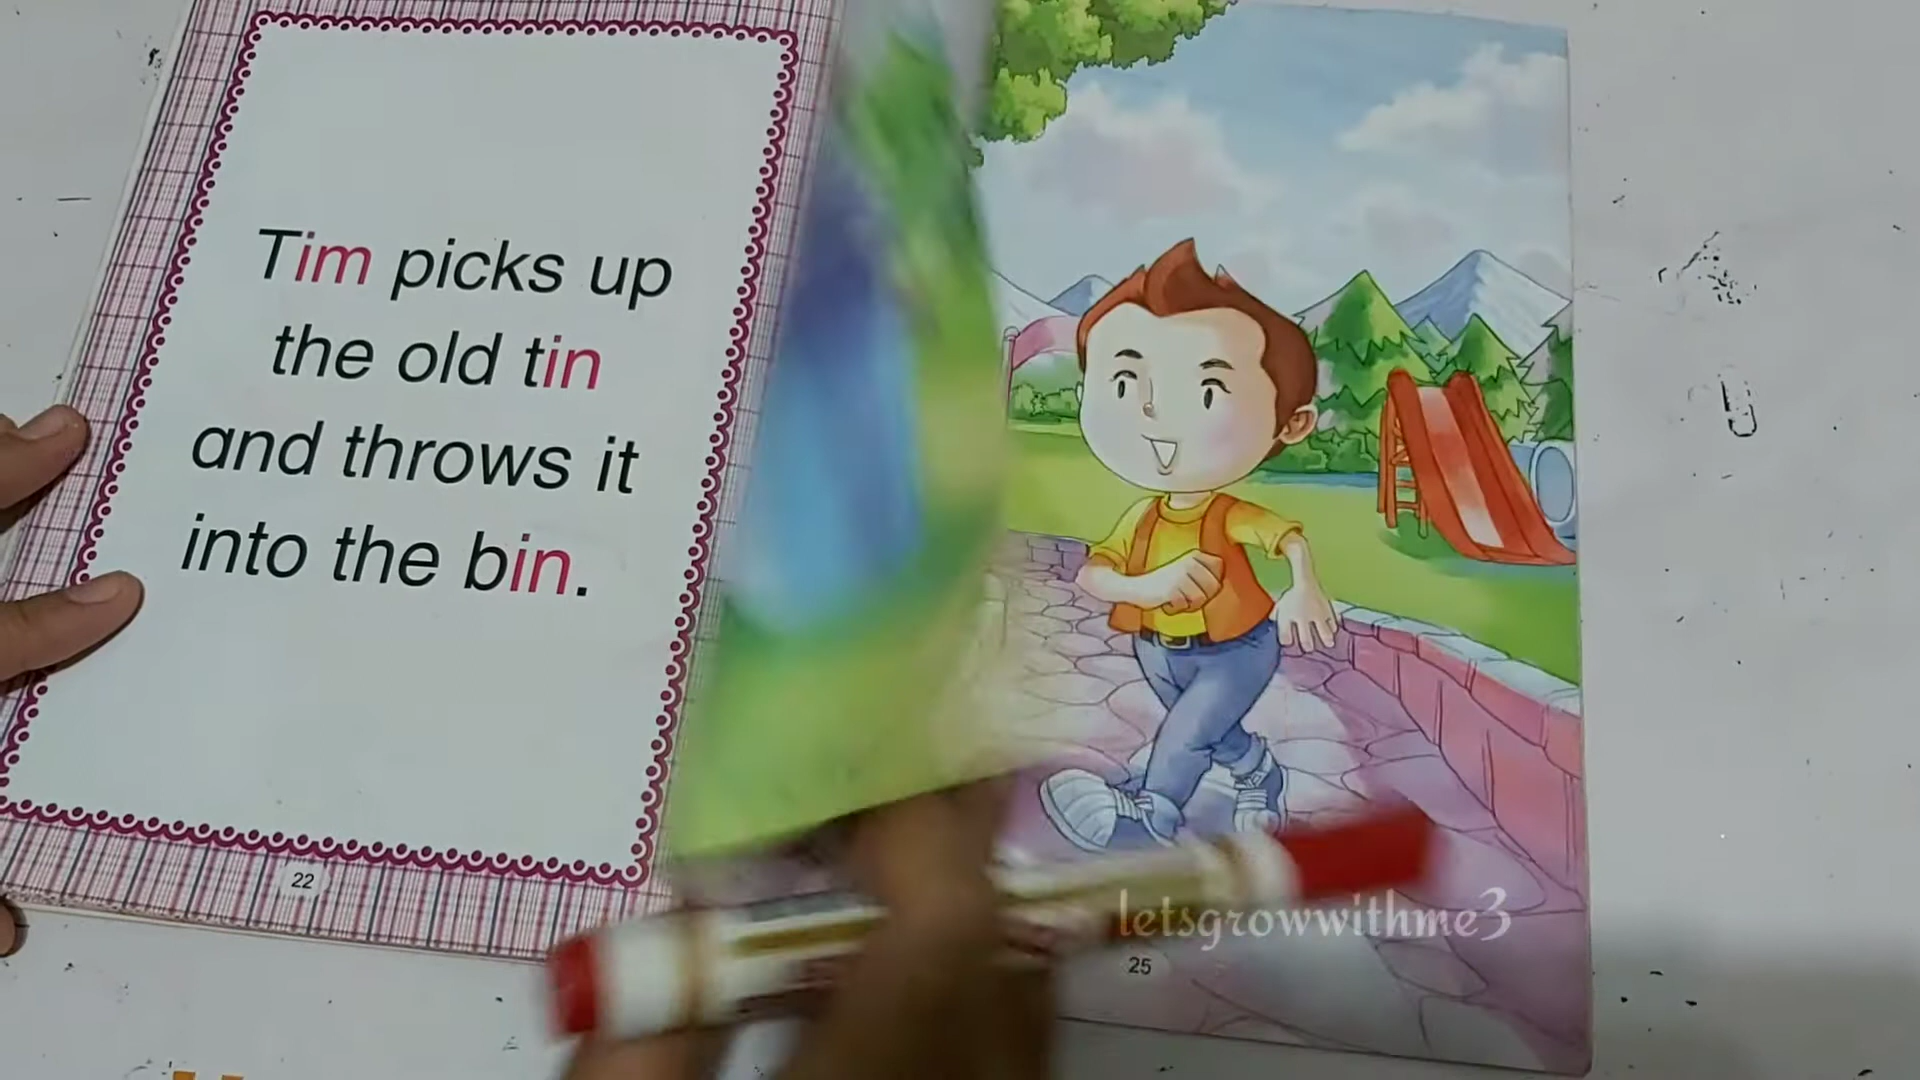 Tim picks up
the old tin
and throws it
into the bin.
22
letsgrowwithme3
25